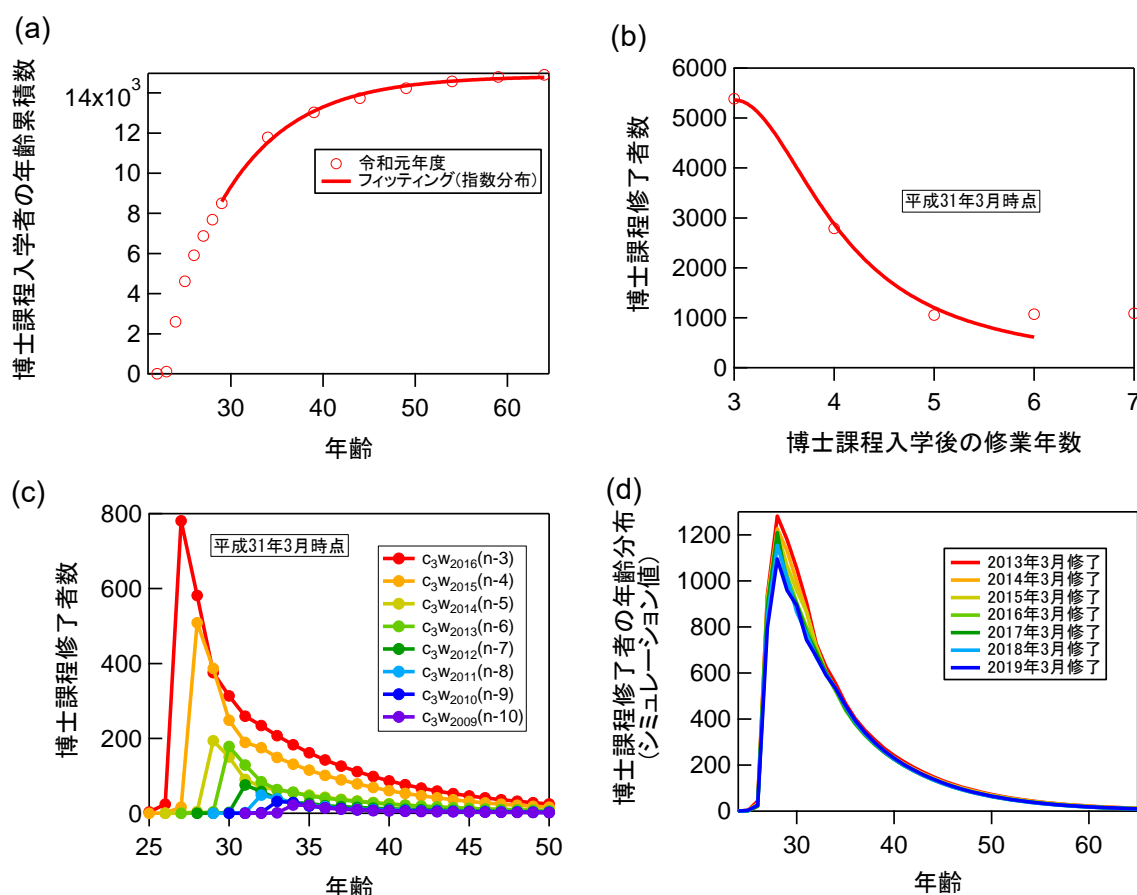 (a)
博士課程入学者の年齢累積数
14x10³
12
10
8
6
4
2
0
30
40
50
60
年齢
令和元年度
フィッティング(指数分布)
(b)
博士課程修了者数
6000
5000
4000
3000
2000
1000
0
3
4
5
6
7
博士課程入学後の修業年数
平成31年3月時点
(c)
博士課程修了者数
800
600
400
200
0
25
30
35
40
45
50
年齢
平成31年3月時点
c₃w₂₀₁₆(n-3)
c₃w₂₀₁₅(n-4)
c₃w₂₀₁₄(n-5)
c₃w₂₀₁₃(n-6)
c₃w₂₀₁₂(n-7)
c₃w₂₀₁₁(n-8)
c₃w₂₀₁₀(n-9)
c₃w₂₀₀₉(n-10)
(d)
博士課程修了者の年齢分布
(シミュレーション値)
1200
1000
800
600
400
200
0
30
40
50
60
年齢
2013年3月修了
2014年3月修了
2015年3月修了
2016年3月修了
2017年3月修了
2018年3月修了
2019年3月修了